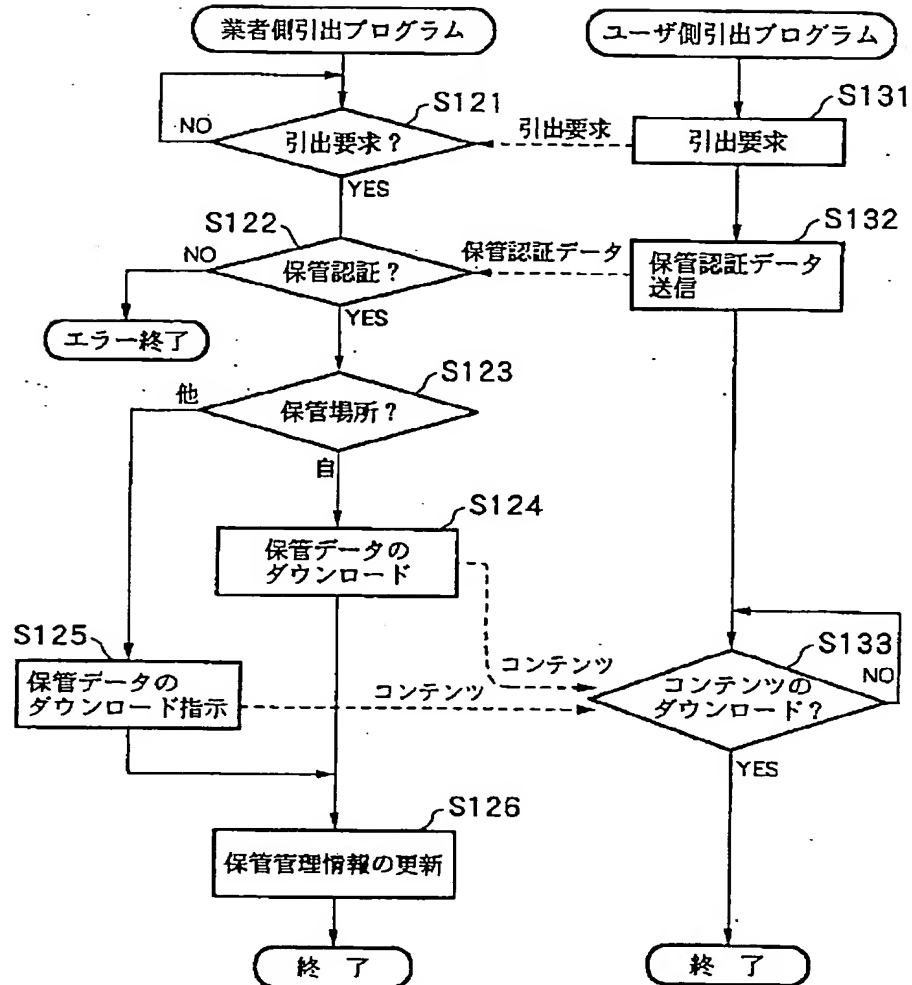 業者側引出プログラム
ユーザ側引出プログラム
S121
S131
NO
引出要求?
引出要求
引出要求
YES
S122
S132
NO
保管認証?
保管認証データ
保管認証データ
送信
エラー終了
YES
S123
他
保管場所?
自
S124
保管データの
ダウンロード
S125
S133
保管データの
ダウンロード指示
コンテンツ
コンテンツ
コンテンツの
ダウンロード?
NO
YES
S126
保管管理情報の更新
終 了
終 了